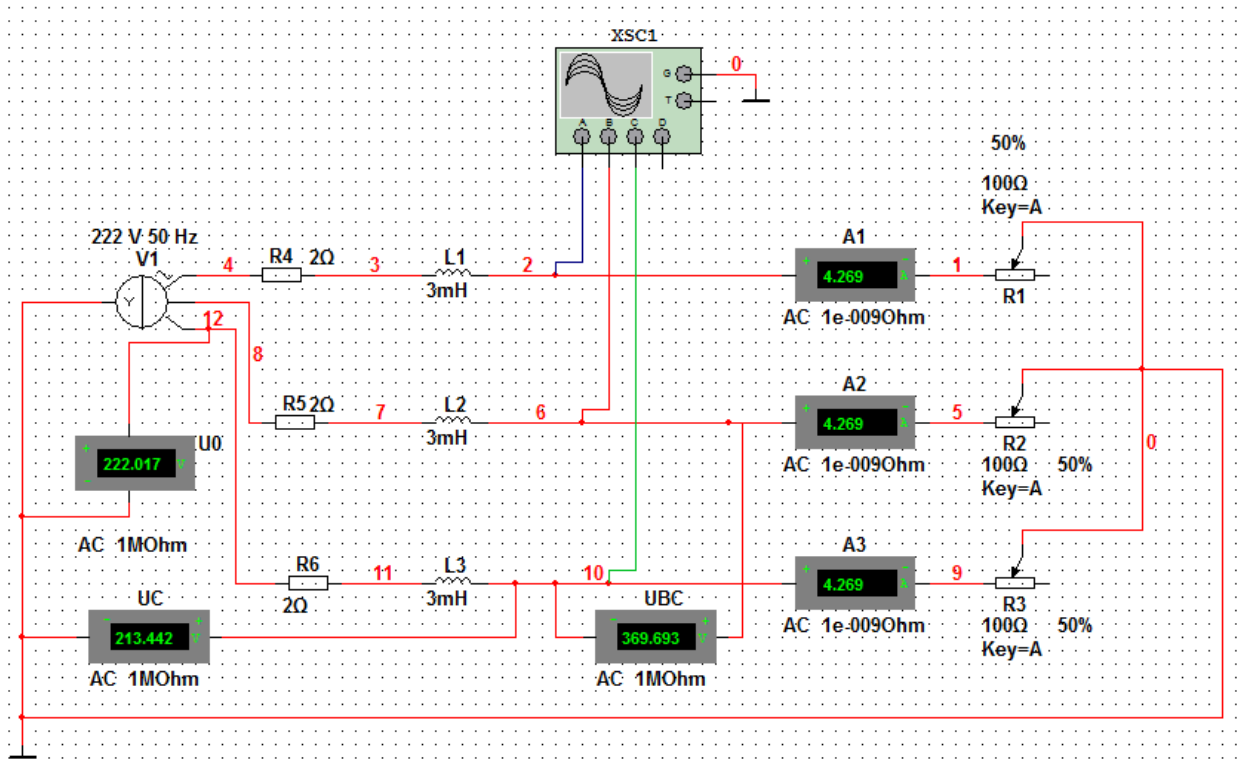 XSC1
0
G
T
A B C D
50%
100Ω
Key=A
222 V 50 Hz
V1
4
R4 2Ω
3
L1
3mH
2
A1
+ −
4.269 A
AC 1e-009Ohm
1
R1
Y
12
8
R5 2Ω
7
L2
3mH
6
A2
+ −
4.269 A
AC 1e-009Ohm
5
R2
100Ω 50%
Key=A
0
U0
+
222.017 V
−
AC 1MOhm
R6
2Ω
11
L3
3mH
10
A3
+ −
4.269 A
AC 1e-009Ohm
9
R3
100Ω 50%
Key=A
UC
− +
213.442 V
AC 1MOhm
UBC
− +
369.693 V
AC 1MOhm